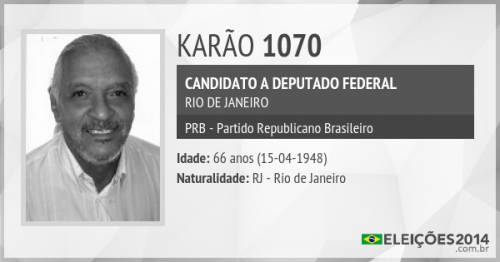 KARÃO 1070
CANDIDATO A DEPUTADO FEDERAL
RIO DE JANEIRO
PRB - Partido Republicano Brasileiro
Idade: 66 anos (15-04-1948)
Naturalidade: RJ - Rio de Janeiro
ELEIÇÕES2014
.com.br